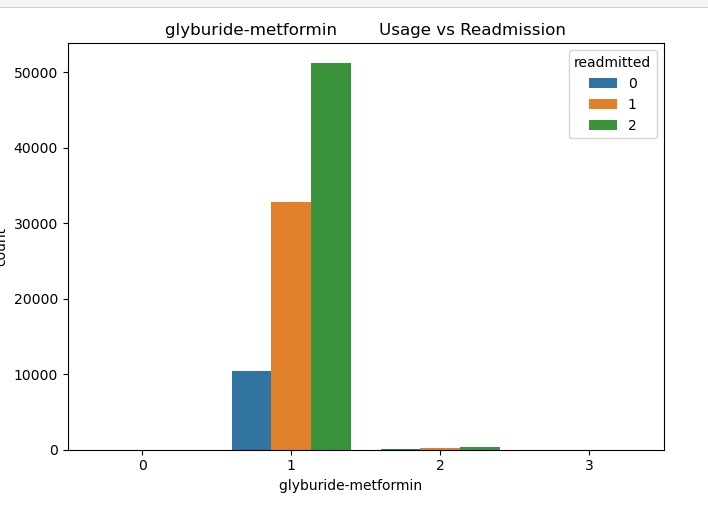 glyburide-metformin Usage vs Readmission
readmitted
0
1
2
50000
40000
30000
20000
10000
0
count
0 1 2 3
glyburide-metformin